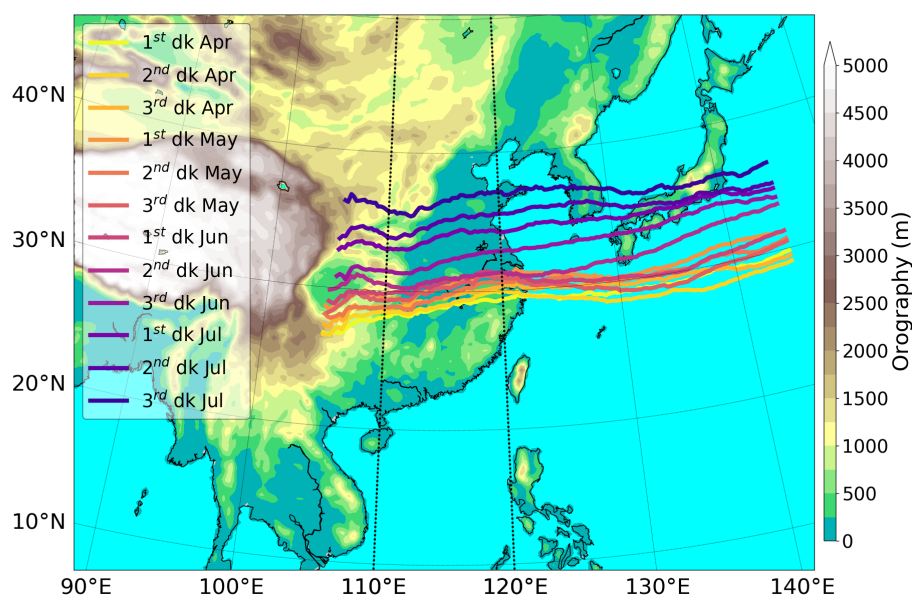 1st dk Apr
2nd dk Apr
3rd dk Apr
1st dk May
2nd dk May
3rd dk May
1st dk Jun
2nd dk Jun
3rd dk Jun
1st dk Jul
2nd dk Jul
3rd dk Jul
40°N
30°N
20°N
10°N
90°E
100°E
110°E
120°E
130°E
140°E
5000
4500
4000
3500
3000
2500
2000
1500
1000
500
0
Orography (m)